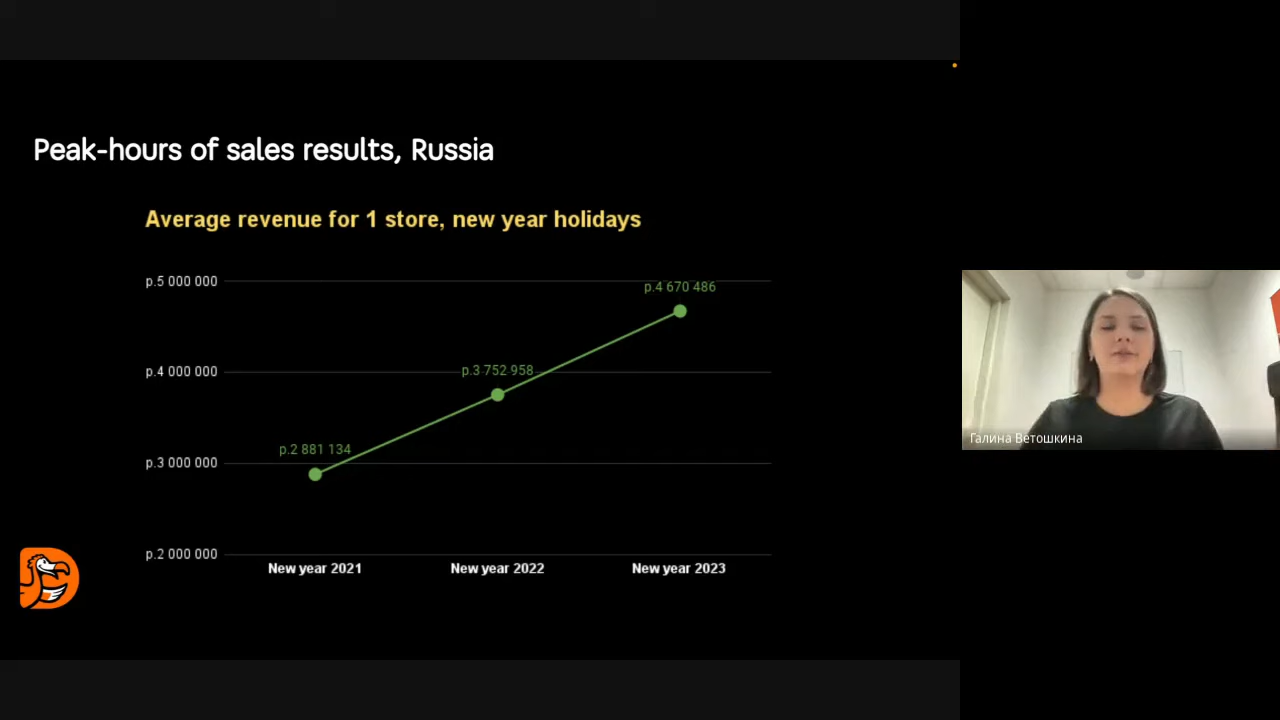 Peak-hours of sales results, Russia
Average revenue for 1 store, new year holidays
р.5 000 000
р.4 670 486
р.4 000 000
р.3 752 958
р.3 000 000
р.2 881 134
р.2 000 000
New year 2021
New year 2022
New year 2023
Галина Ветошкина